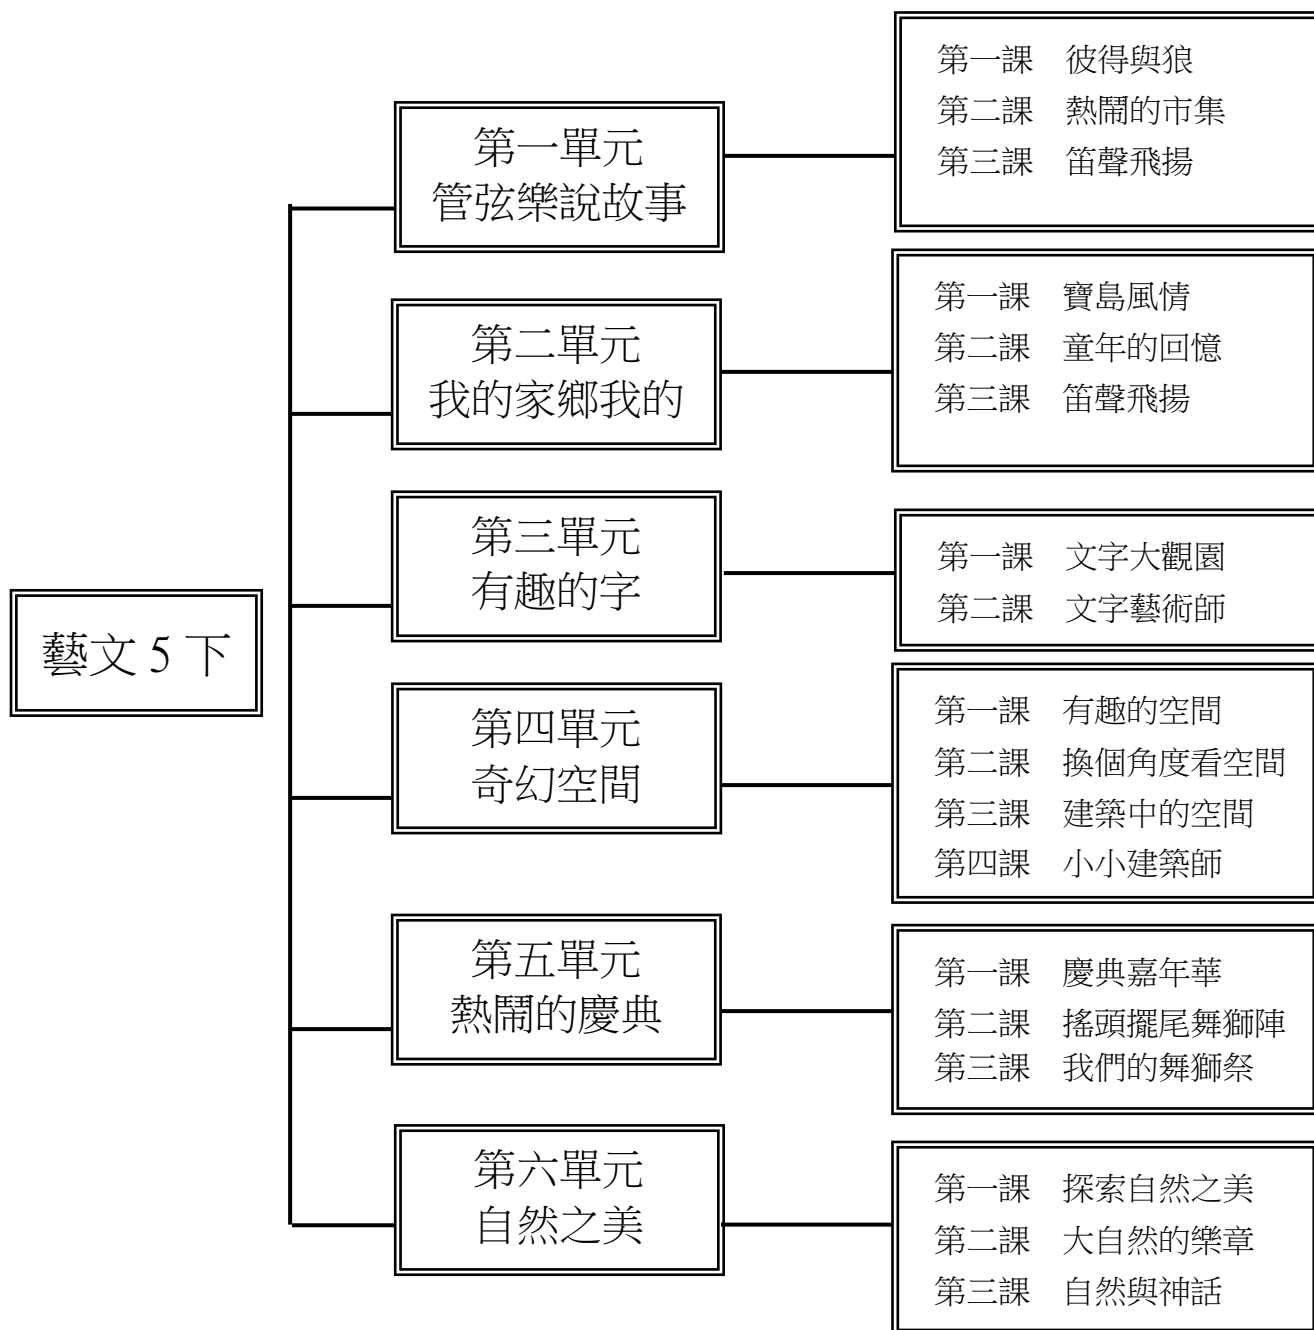 藝文 5 下
第一單元
管弦樂說故事
第一課　彼得與狼
第二課　熱鬧的市集
第三課　笛聲飛揚
第二單元
我的家鄉我的
第一課　寶島風情
第二課　童年的回憶
第三課　笛聲飛揚
第三單元
有趣的字
第一課　文字大觀園
第二課　文字藝術師
第四單元
奇幻空間
第一課　有趣的空間
第二課　換個角度看空間
第三課　建築中的空間
第四課　小小建築師
第五單元
熱鬧的慶典
第一課　慶典嘉年華
第二課　搖頭擺尾舞獅陣
第三課　我們的舞獅祭
第六單元
自然之美
第一課　探索自然之美
第二課　大自然的樂章
第三課　自然與神話